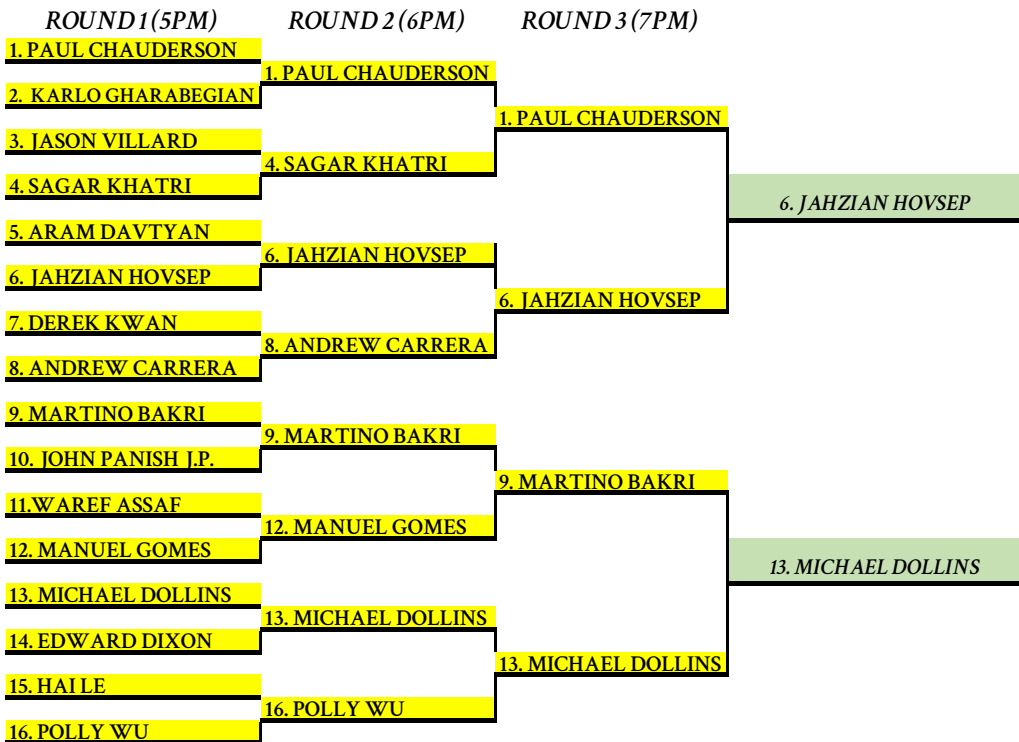 ROUND 1 (5PM)
ROUND 2 (6PM)
ROUND 3 (7PM)
1. PAUL CHAUDERSON
2. KARLO GHARABEGIAN
3. JASON VILLARD
4. SAGAR KHATRI
5. ARAM DAVTYAN
6. JAHZIAN HOVSEP
7. DEREK KWAN
8. ANDREW CARRERA
9. MARTINO BAKRI
10. JOHN PANISH J.P.
11.WAREF ASSAF
12. MANUEL GOMES
13. MICHAEL DOLLINS
14. EDWARD DIXON
15. HAI LE
16. POLLY WU
1. PAUL CHAUDERSON
4. SAGAR KHATRI
6. JAHZIAN HOVSEP
8. ANDREW CARRERA
9. MARTINO BAKRI
12. MANUEL GOMES
13. MICHAEL DOLLINS
16. POLLY WU
1. PAUL CHAUDERSON
6. JAHZIAN HOVSEP
9. MARTINO BAKRI
13. MICHAEL DOLLINS
6. JAHZIAN HOVSEP
13. MICHAEL DOLLINS